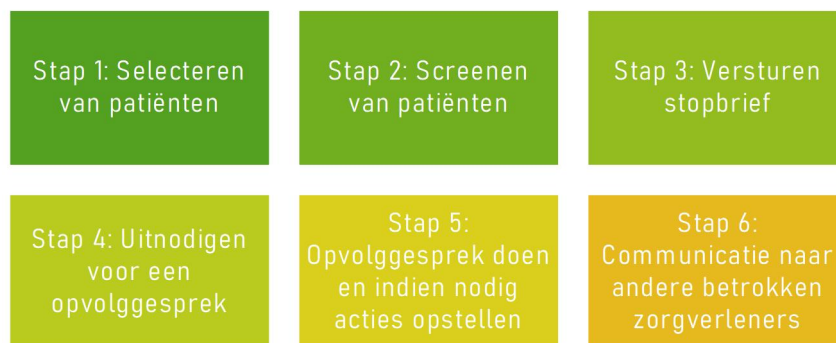 Stap 1: Selecteren
van patiënten
Stap 2: Screenen
van patiënten
Stap 3: Versturen
stopbrief
Stap 4: Uitnodigen
voor een
opvolggesprek
Stap 5:
Opvolggesprek doen
en indien nodig
acties opstellen
Stap 6:
Communicatie naar
andere betrokken
zorgverleners